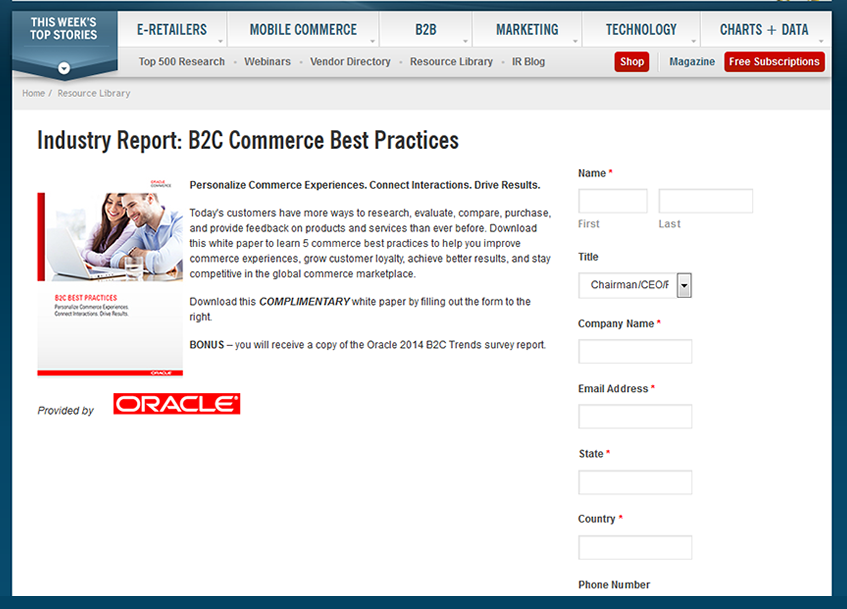 THIS WEEK'S
TOP STORIES
E-RETAILERS
MOBILE COMMERCE
B2B
MARKETING
TECHNOLOGY
CHARTS + DATA
Top 500 Research
Webinars
Vendor Directory
Resource Library
IR Blog
Shop
Magazine
Free Subscriptions
Home / Resource Library
Industry Report: B2C Commerce Best Practices
ORACLE
COMMERCE
B2C BEST PRACTICES
Personalize Commerce Experiences.
Connect Interactions. Drive Results.
ORACLE
Personalize Commerce Experiences. Connect Interactions. Drive Results.
Today's customers have more ways to research, evaluate, compare, purchase,
and provide feedback on products and services than ever before. Download
this white paper to learn 5 commerce best practices to help you improve
commerce experiences, grow customer loyalty, achieve better results, and stay
competitive in the global commerce marketplace.
Download this COMPLIMENTARY white paper by filling out the form to the
right.
BONUS – you will receive a copy of the Oracle 2014 B2C Trends survey report.
Provided by
ORACLE®
Name *
First
Last
Title
Chairman/CEO/F
Company Name *
Email Address *
State *
Country *
Phone Number